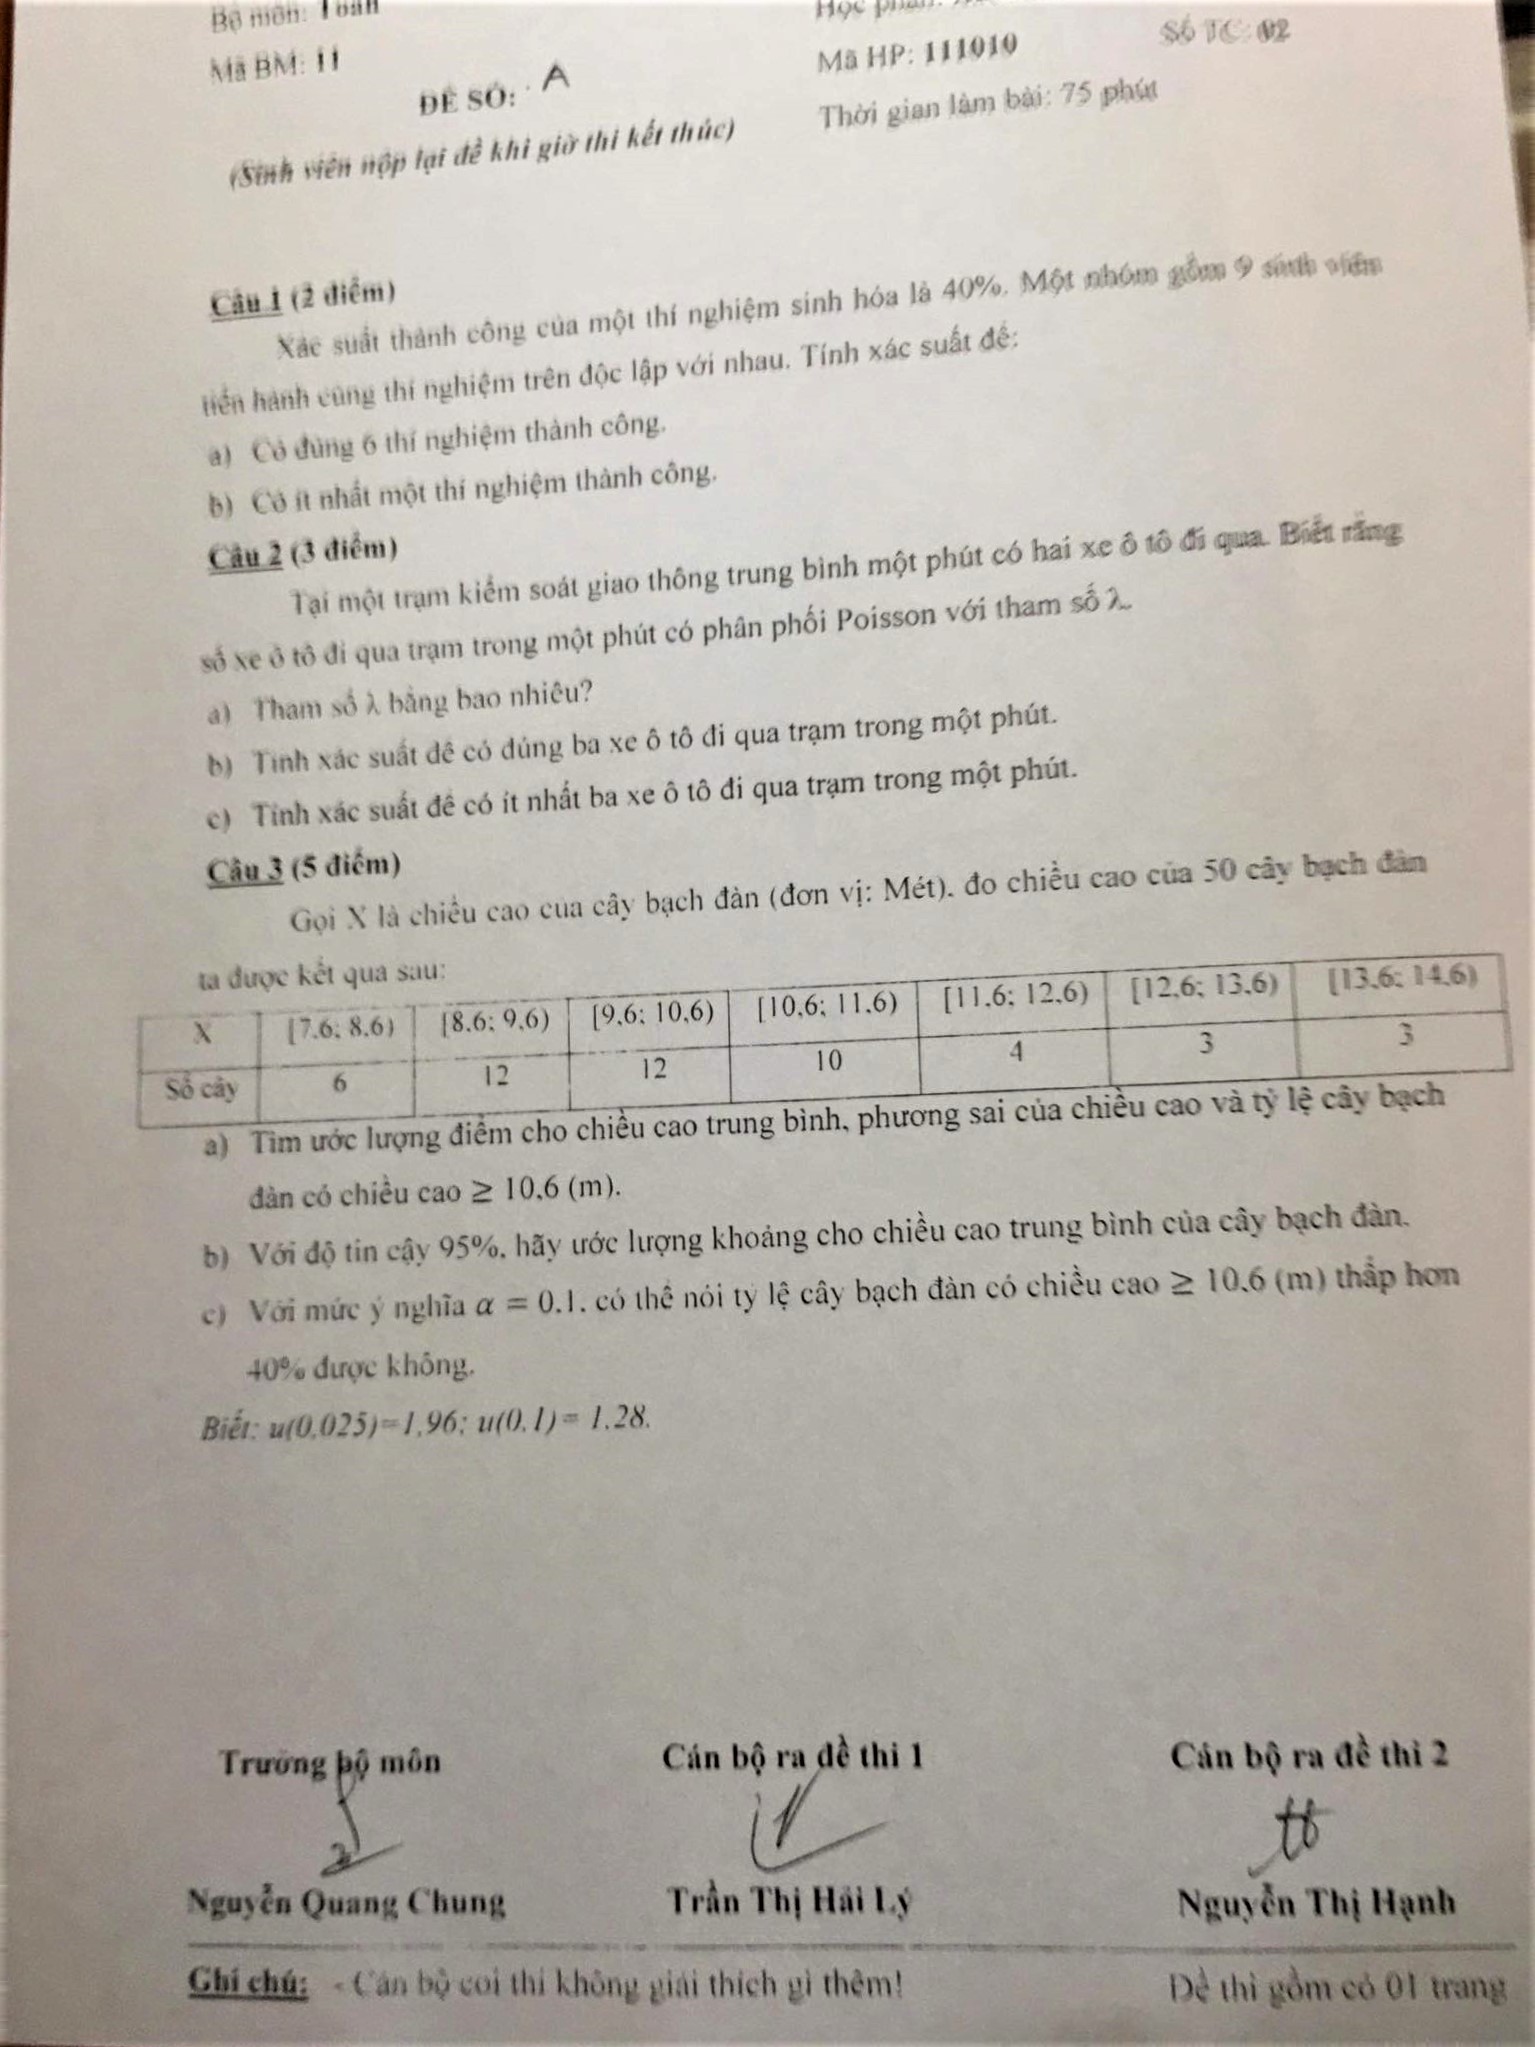 Bộ môn: Toán
Mã BM: 11
Học phần:
Mã HP: 111010
Số TC: 02
ĐỀ SỐ: A
Thời gian làm bài: 75 phút
(Sinh viên nộp lại đề khi giờ thi kết thúc)
Câu 1 (2 điểm)
Xác suất thành công của một thí nghiệm sinh hóa là 40%. Một nhóm gồm 9 sinh viên
tiến hành cùng thí nghiệm trên độc lập với nhau. Tính xác suất để:
a) Có đúng 6 thí nghiệm thành công.
b) Có ít nhất một thí nghiệm thành công.
Câu 2 (3 điểm)
Tại một trạm kiểm soát giao thông trung bình một phút có hai xe ô tô đi qua. Biết rằng
số xe ô tô đi qua trạm trong một phút có phân phối Poisson với tham số λ.
a) Tham số λ bằng bao nhiêu?
b) Tính xác suất để có đúng ba xe ô tô đi qua trạm trong một phút.
c) Tính xác suất để có ít nhất ba xe ô tô đi qua trạm trong một phút.
Câu 3 (5 điểm)
Gọi X là chiều cao của cây bạch đàn (đơn vị: Mét). đo chiều cao của 50 cây bạch đàn
ta được kết quả sau:
X [7.6; 8.6) [8.6; 9.6) [9,6; 10,6) [10,6; 11,6) [11.6; 12,6) [12,6; 13,6) [13,6; 14,6)
Số cây 6 12 12 10 4 3 3
a) Tìm ước lượng điểm cho chiều cao trung bình, phương sai của chiều cao và tỷ lệ cây bạch
đàn có chiều cao ≥ 10,6 (m).
b) Với độ tin cậy 95%, hãy ước lượng khoảng cho chiều cao trung bình của cây bạch đàn.
c) Với mức ý nghĩa α = 0.1. có thể nói tỷ lệ cây bạch đàn có chiều cao ≥ 10,6 (m) thấp hơn
40% được không.
Biết: u(0,025)=1,96; u(0,1)= 1,28.
Trưởng bộ môn
Cán bộ ra đề thi 1
Cán bộ ra đề thi 2
Nguyễn Quang Chung
Trần Thị Hải Lý
Nguyễn Thị Hạnh
Ghi chú: - Cán bộ coi thi không giải thích gì thêm!
Đề thi gồm có 01 trang